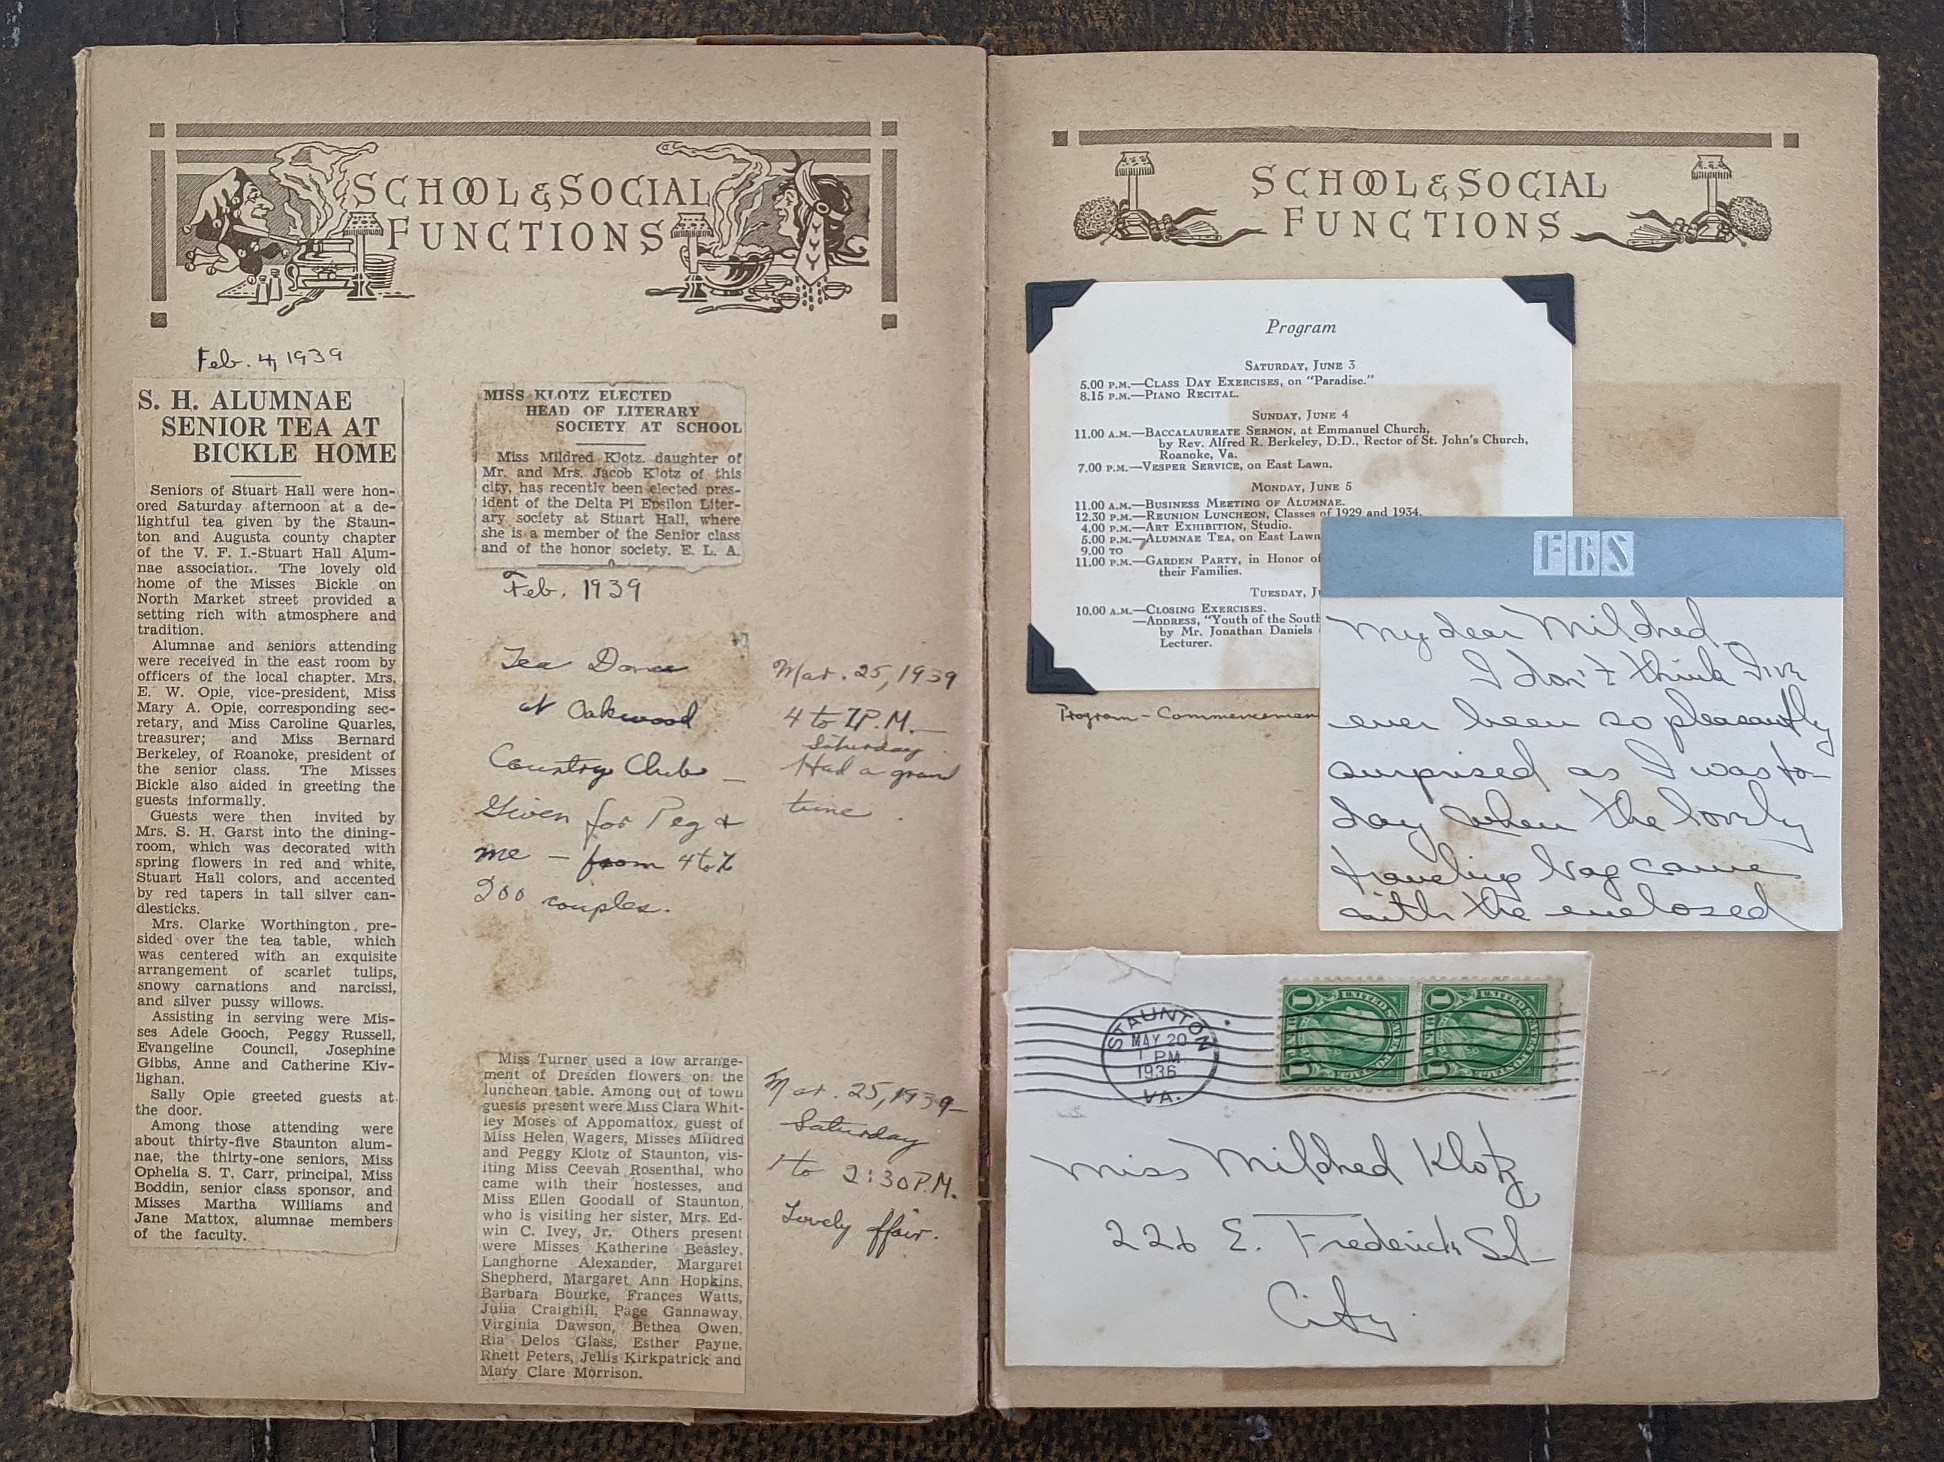 SCHOOL & SOCIAL
FUNCTIONS
Feb. 4, 1939
S. H. ALUMNAE
SENIOR TEA AT
BICKLE HOME
Seniors of Stuart Hall were hon-
ored Saturday afternoon at a de-
lightful tea given by the Staun-
ton and Augusta county chapter
of the V. F. I.-Stuart Hall Alum-
nae association. The lovely old
home of the Misses Bickle on
North Market street provided a
setting rich with atmosphere and
tradition.
Alumnae and seniors attending
were received in the east room by
officers of the local chapter. Mrs.
E. W. Opie, vice-president, Miss
Mary A. Opie, corresponding sec-
retary, and Miss Caroline Quarles,
treasurer; and Miss Bernard
Berkeley, of Roanoke, president of
the senior class. The Misses
Bickle also aided in greeting the
guests informally.
Guests were then invited by
Mrs. S. H. Garst into the dining-
room, which was decorated with
spring flowers in red and white,
Stuart Hall colors, and accented
by red tapers in tall silver can-
dlesticks.
Mrs. Clarke Worthington pre-
sided over the tea table, which
was centered with an exquisite
arrangement of scarlet tulips,
snowy carnations and narcissi,
and silver pussy willows.
Assisting in serving were Mis-
ses Adele Gooch, Peggy Russell,
Evangeline Council, Josephine
Gibbs, Anne and Catherine Kiv-
lighan.
Sally Opie greeted guests at
the door.
Among those attending were
about thirty-five Staunton alum-
nae, the thirty-one seniors, Miss
Ophelia S. T. Carr, principal, Miss
Boddin, senior class sponsor, and
Misses Martha Williams and
Jane Mattox, alumnae members
of the faculty.
MISS KLOTZ ELECTED
HEAD OF LITERARY
SOCIETY AT SCHOOL
Miss Mildred Klotz, daughter of
Mr. and Mrs. Jacob Klotz of this
city, has recently been elected pres-
ident of the Delta Pi Epsilon Liter-
ary society at Stuart Hall, where
she is a member of the Senior class
and of the honor society, E. L. A.
Feb. 1939
Tea Dance
at Oakwood
Country Club –
Given for Peg &
me – from 4 to 7
200 couples.
Mar. 25, 1939
4 to 7 P.M. –
Saturday
Had a grand
time.
Miss Turner used a low arrange-
ment of Dresden flowers on the
luncheon table. Among out of town
guests present were Miss Clara Whit-
ley Moses of Appomattox, guest of
Miss Helen Wagers, Misses Mildred
and Peggy Klotz of Staunton, vis-
iting Miss Ceevah Rosenthal, who
came with their hostesses, and
Miss Ellen Goodall of Staunton,
who is visiting her sister, Mrs. Ed-
win C. Ivey, Jr. Others present
were Misses Katherine Beasley,
Langhorne Alexander, Margaret
Shepherd, Margaret Ann Hopkins,
Barbara Bourke, Frances Watts,
Julia Craighill, Page Gannaway,
Virginia Dawson, Bethea Owen,
Ria Delos Glass, Esther Payne,
Rhett Peters, Jellis Kirkpatrick and
Mary Clare Morrison.
Mar. 25, 1939 –
Saturday
1 to 2:30 P.M.
Lovely ffair.
SCHOOL & SOCIAL
FUNCTIONS
Program
SATURDAY, JUNE 3
5.00 P.M.—CLASS DAY EXERCISES, on "Paradise."
8.15 P.M.—PIANO RECITAL.
SUNDAY, JUNE 4
11.00 A.M.—BACCALAUREATE SERMON, at Emmanuel Church,
by Rev. Alfred R. Berkeley, D.D., Rector of St. John's Church,
Roanoke, Va.
7.00 P.M.—VESPER SERVICE, on East Lawn.
MONDAY, JUNE 5
11.00 A.M.—BUSINESS MEETING OF ALUMNAE.
12.30 P.M.—REUNION LUNCHEON, Classes of 1929 and 1934.
4.00 P.M.—ART EXHIBITION, Studio.
5.00 P.M.—ALUMNAE TEA, on East Lawn
9.00 TO
11.00 P.M.—GARDEN PARTY, in Honor of
their Families.
TUESDAY, JU
10.00 A.M.—CLOSING EXERCISES.
—ADDRESS, "Youth of the South
by Mr. Jonathan Daniels
Lecturer.
Program – Commencemen
FBS
My dear Mildred –
I don't think I've
ever been so pleasantly
surprised as I was to-
day when the lovely
traveling bag came
with the enclosed
STAUNTON
MAY 20
1 PM
1936
VA.
1 UNITED STATES POSTAGE
1 UNITED STATES POSTAGE
Miss Mildred Klotz
226 E. Frederick St
City